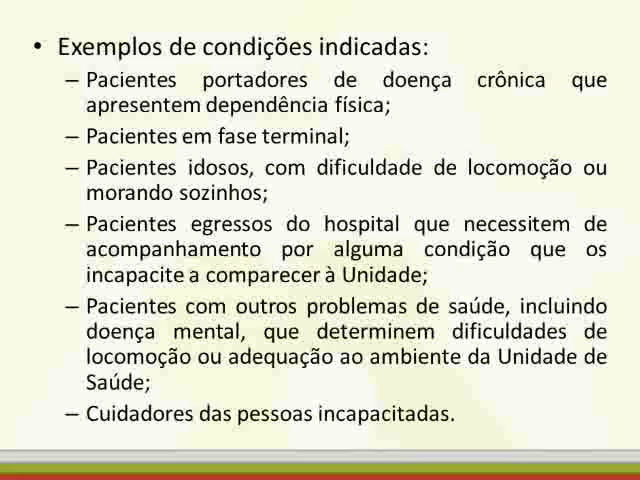 • Exemplos de condições indicadas:
– Pacientes portadores de doença crônica que
apresentem dependência física;
– Pacientes em fase terminal;
– Pacientes idosos, com dificuldade de locomoção ou
morando sozinhos;
– Pacientes egressos do hospital que necessitem de
acompanhamento por alguma condição que os
incapacite a comparecer à Unidade;
– Pacientes com outros problemas de saúde, incluindo
doença mental, que determinem dificuldades de
locomoção ou adequação ao ambiente da Unidade de
Saúde;
– Cuidadores das pessoas incapacitadas.